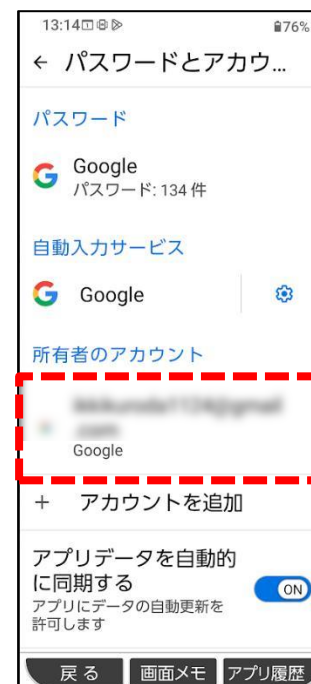 13:14 76%
← パスワードとアカウ...
パスワード
Google
パスワード: 134 件
自動入力サービス
Google
所有者のアカウント
Google
+ アカウントを追加
アプリデータを自動的
に同期する
ON
アプリにデータの自動更新を
許可します
戻る 画面メモ アプリ履歴